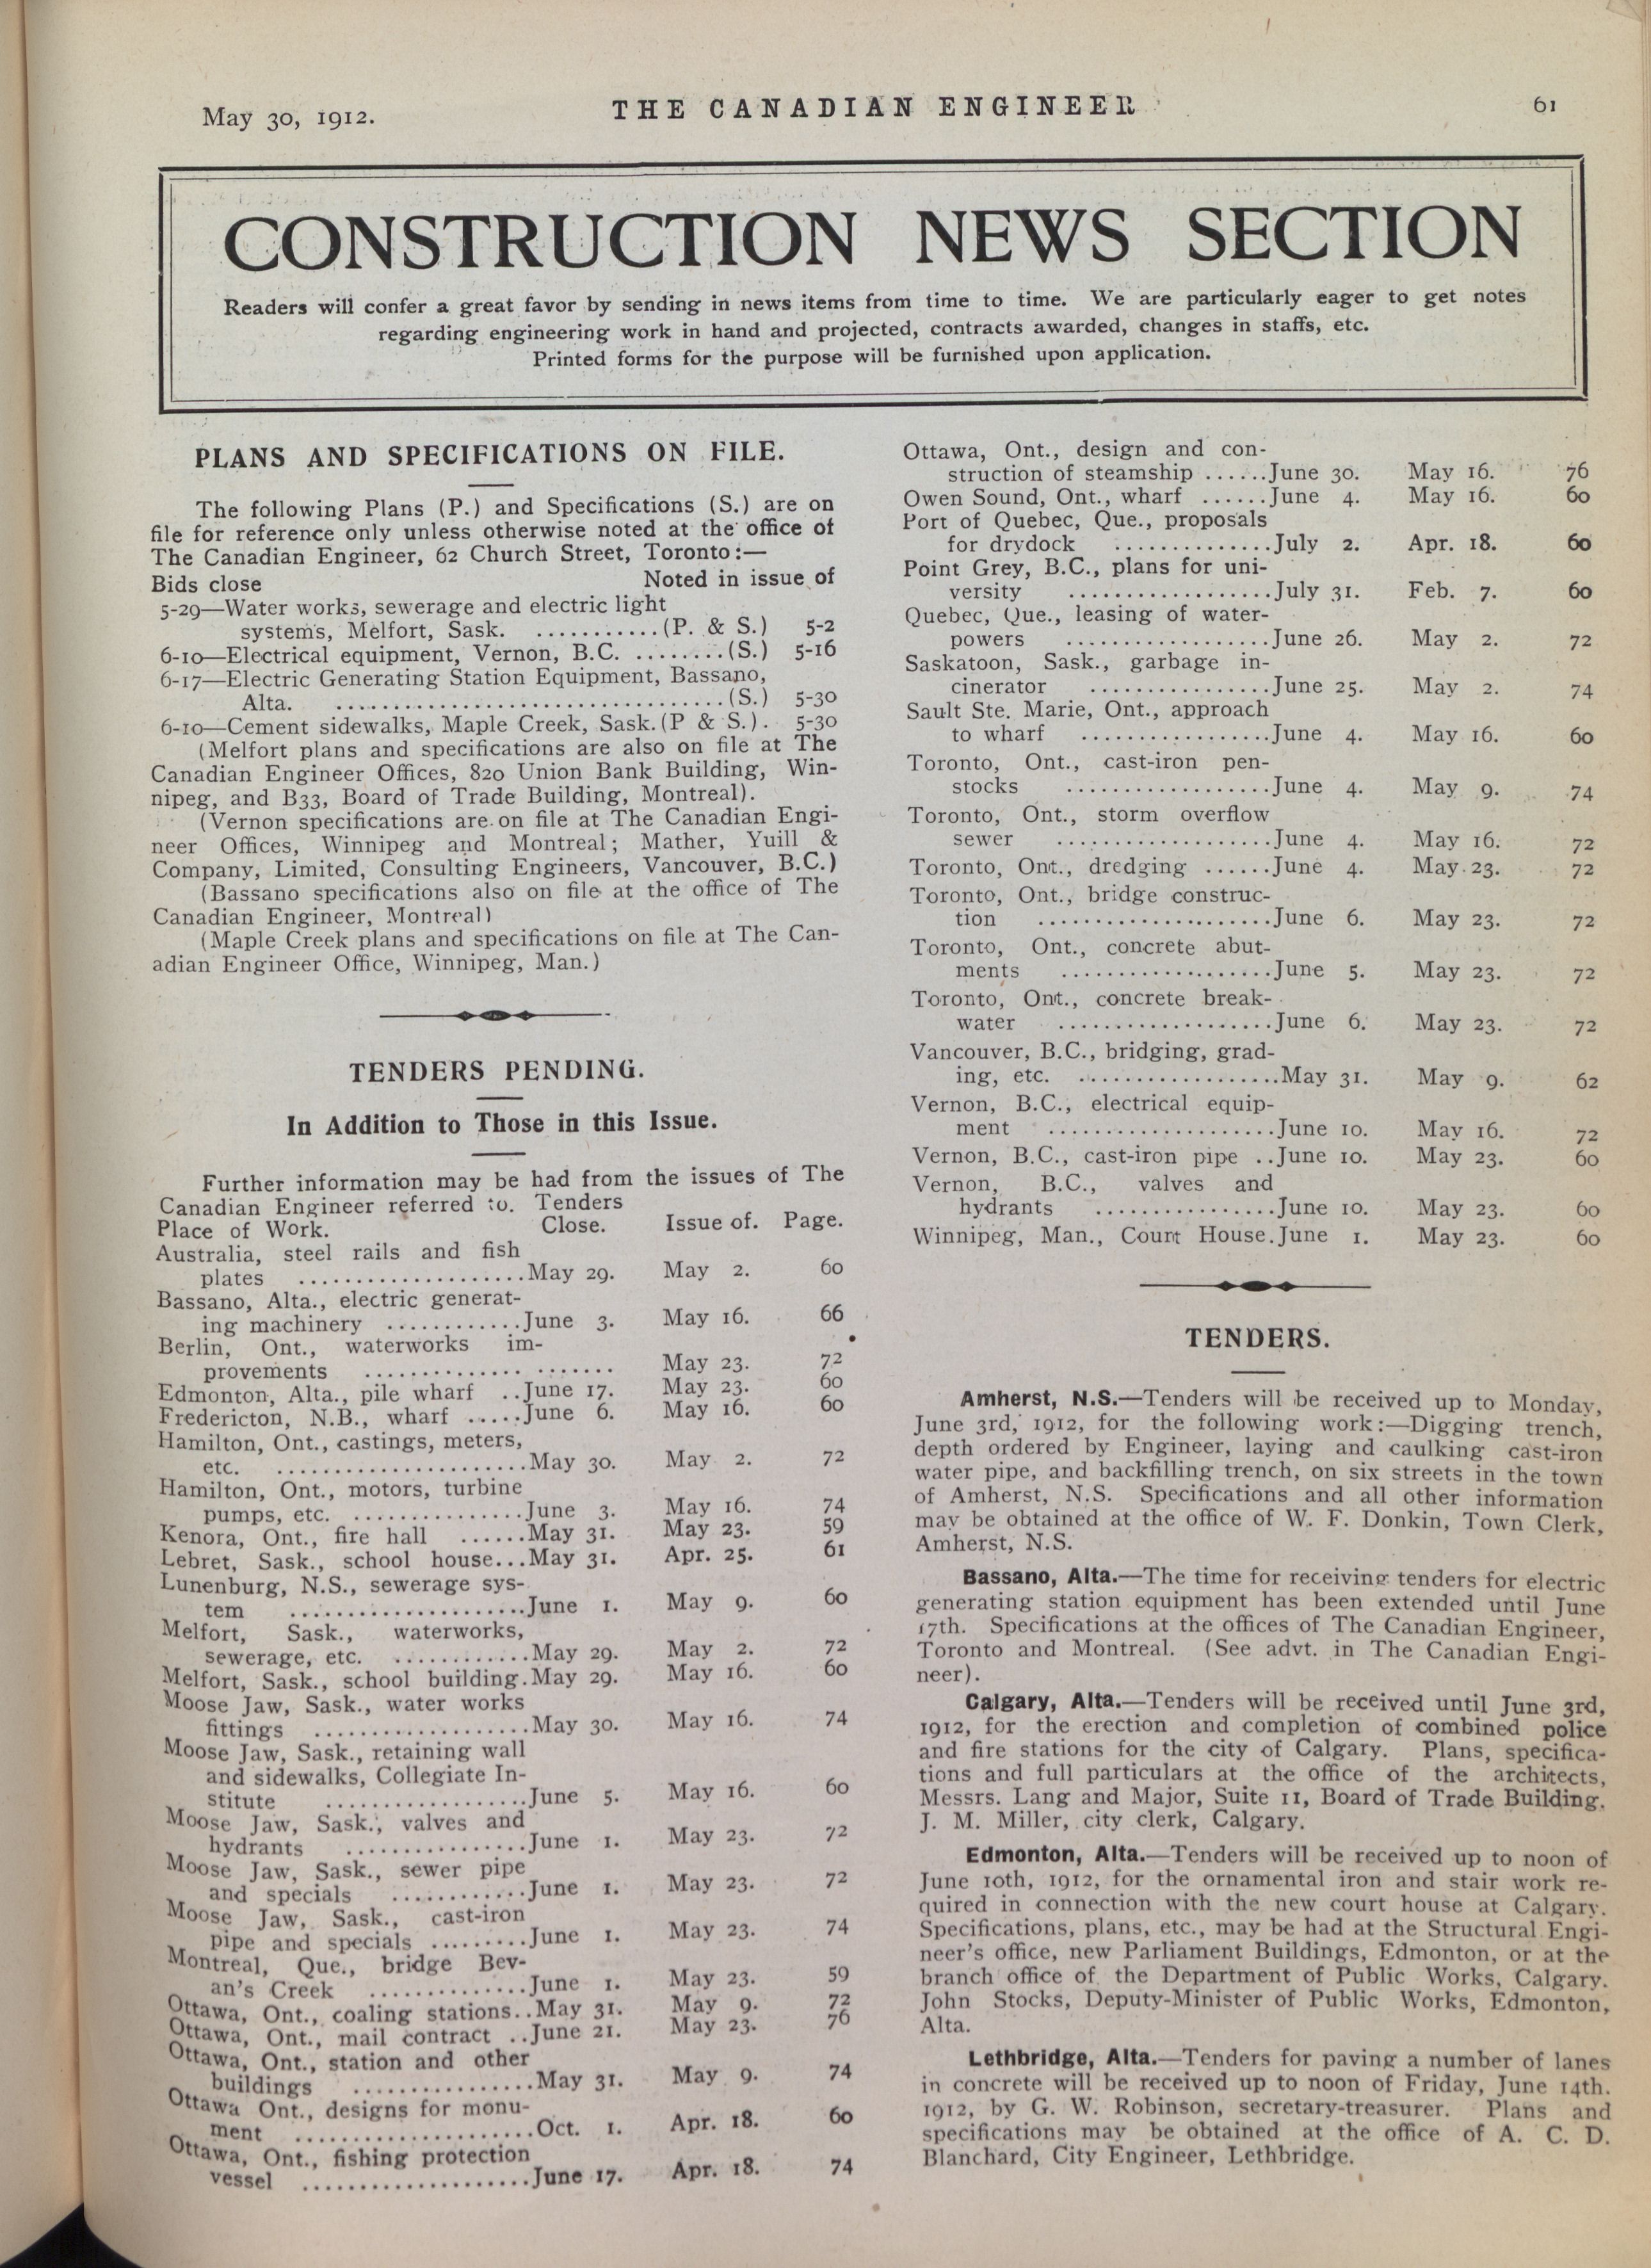 May 30, 1912.
THE CANADIAN ENGINEER
61
CONSTRUCTION NEWS SECTION
Readers will confer a great favor by sending in news items from time to time. We are particularly eager to get notes
regarding engineering work in hand and projected, contracts awarded, changes in staffs, etc.
Printed forms for the purpose will be furnished upon application.
PLANS AND SPECIFICATIONS ON FILE.
The following Plans (P.) and Specifications (S.) are on
file for reference only unless otherwise noted at the office of
The Canadian Engineer, 62 Church Street, Toronto:—
Bids close Noted in issue of
5-29—Water works, sewerage and electric light
systems, Melfort, Sask. ...........(P. & S.) 5-2
6-10—Electrical equipment, Vernon, B.C. ........(S.) 5-16
6-17—Electric Generating Station Equipment, Bassano,
Alta. ..................................(S.) 5-30
6-10—Cement sidewalks, Maple Creek, Sask.(P & S.). 5-30
(Melfort plans and specifications are also on file at The
Canadian Engineer Offices, 820 Union Bank Building, Win-
nipeg, and B33, Board of Trade Building, Montreal).
(Vernon specifications are on file at The Canadian Engi-
neer Offices, Winnipeg and Montreal; Mather, Yuill &
Company, Limited, Consulting Engineers, Vancouver, B.C.)
(Bassano specifications also on file at the office of The
Canadian Engineer, Montreal)
(Maple Creek plans and specifications on file at The Can-
adian Engineer Office, Winnipeg, Man.)
TENDERS PENDING.
In Addition to Those in this Issue.
Further information may be had from the issues of The
Canadian Engineer referred to. Tenders
Place of Work. Close. Issue of. Page.
Australia, steel rails and fish
plates ....................May 29. May 2. 60
Bassano, Alta., electric generat-
ing machinery ............June 3. May 16. 66
Berlin, Ont., waterworks im-
provements ..................... May 23. 72
Edmonton, Alta., pile wharf ..June 17. May 23. 60
Fredericton, N.B., wharf .....June 6. May 16. 60
Hamilton, Ont., castings, meters,
etc. ......................May 30. May 2. 72
Hamilton, Ont., motors, turbine
pumps, etc. ...............June 3. May 16. 74
Kenora, Ont., fire hall ......May 31. May 23. 59
Lebret, Sask., school house...May 31. Apr. 25. 61
Lunenburg, N.S., sewerage sys-
tem .....................June 1. May 9. 60
Melfort, Sask., waterworks,
sewerage, etc. ............May 29. May 2. 72
Melfort, Sask., school building.May 29. May 16. 60
Moose Jaw, Sask., water works
fittings ...................May 30. May 16. 74
Moose Jaw, Sask., retaining wall
and sidewalks, Collegiate In-
stitute ..................June 5. May 16. 60
Moose Jaw, Sask., valves and
hydrants ................June 1. May 23. 72
Moose Jaw, Sask., sewer pipe
and specials ............June 1. May 23. 72
Moose Jaw, Sask., cast-iron
pipe and specials .........June 1. May 23. 74
Montreal, Que., bridge Bev-
an's Creek ..............June 1. May 23. 59
Ottawa, Ont., coaling stations..May 31. May 9. 72
Ottawa, Ont., mail contract ..June 21. May 23. 76
Ottawa, Ont., station and other
buildings ................May 31. May 9. 74
Ottawa Ont., designs for monu-
ment .....................Oct. 1. Apr. 18. 60
Ottawa, Ont., fishing protection
vessel ....................June 17. Apr. 18. 74
Ottawa, Ont., design and con-
struction of steamship ......June 30. May 16. 76
Owen Sound, Ont., wharf ......June 4. May 16. 60
Port of Quebec, Que., proposals
for drydock ..............July 2. Apr. 18. 60
Point Grey, B.C., plans for uni-
versity ..................July 31. Feb. 7. 60
Quebec, Que., leasing of water-
powers ..................June 26. May 2. 72
Saskatoon, Sask., garbage in-
cinerator ................June 25. May 2. 74
Sault Ste. Marie, Ont., approach
to wharf .................June 4. May 16. 60
Toronto, Ont., cast-iron pen-
stocks ..................June 4. May 9. 74
Toronto, Ont., storm overflow
sewer ...................June 4. May 16. 72
Toronto, Ont., dredging ......June 4. May 23. 72
Toronto, Ont., bridge construc-
tion .....................June 6. May 23. 72
Toronto, Ont., concrete abut-
ments ...................June 5. May 23. 72
Toronto, Ont., concrete break-
water ...................June 6. May 23. 72
Vancouver, B.C., bridging, grad-
ing, etc. ..................May 31. May 9. 62
Vernon, B.C., electrical equip-
ment ....................June 10. May 16. 72
Vernon, B.C., cast-iron pipe ..June 10. May 23. 60
Vernon, B.C., valves and
hydrants ................June 10. May 23. 60
Winnipeg, Man., Court House.June 1. May 23. 60
TENDERS.
Amherst, N.S.—Tenders will be received up to Monday,
June 3rd, 1912, for the following work:—Digging trench,
depth ordered by Engineer, laying and caulking cast-iron
water pipe, and backfilling trench, on six streets in the town
of Amherst, N.S. Specifications and all other information
may be obtained at the office of W. F. Donkin, Town Clerk,
Amherst, N.S.
Bassano, Alta.—The time for receiving tenders for electric
generating station equipment has been extended until June
17th. Specifications at the offices of The Canadian Engineer,
Toronto and Montreal. (See advt. in The Canadian Engi-
neer).
Calgary, Alta.—Tenders will be received until June 3rd,
1912, for the erection and completion of combined police
and fire stations for the city of Calgary. Plans, specifica-
tions and full particulars at the office of the architects,
Messrs. Lang and Major, Suite 11, Board of Trade Building.
J. M. Miller, city clerk, Calgary.
Edmonton, Alta.—Tenders will be received up to noon of
June 10th, 1912, for the ornamental iron and stair work re-
quired in connection with the new court house at Calgary.
Specifications, plans, etc., may be had at the Structural Engi-
neer's office, new Parliament Buildings, Edmonton, or at the
branch office of the Department of Public Works, Calgary.
John Stocks, Deputy-Minister of Public Works, Edmonton,
Alta.
Lethbridge, Alta.—Tenders for paving a number of lanes
in concrete will be received up to noon of Friday, June 14th.
1912, by G. W. Robinson, secretary-treasurer. Plans and
specifications may be obtained at the office of A. C. D.
Blanchard, City Engineer, Lethbridge.